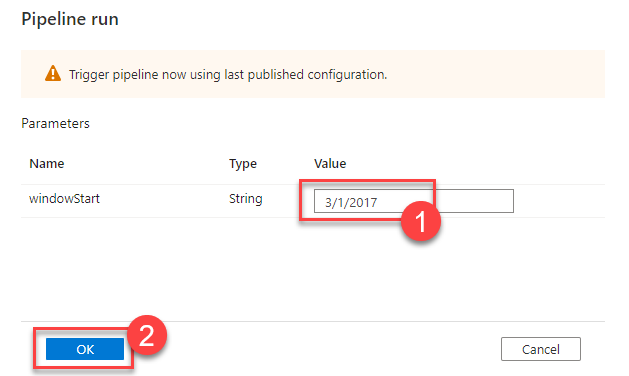 Pipeline run
Trigger pipeline now using last published configuration.
Parameters
Name Type Value
windowStart String 3/1/2017
1
2
OK Cancel